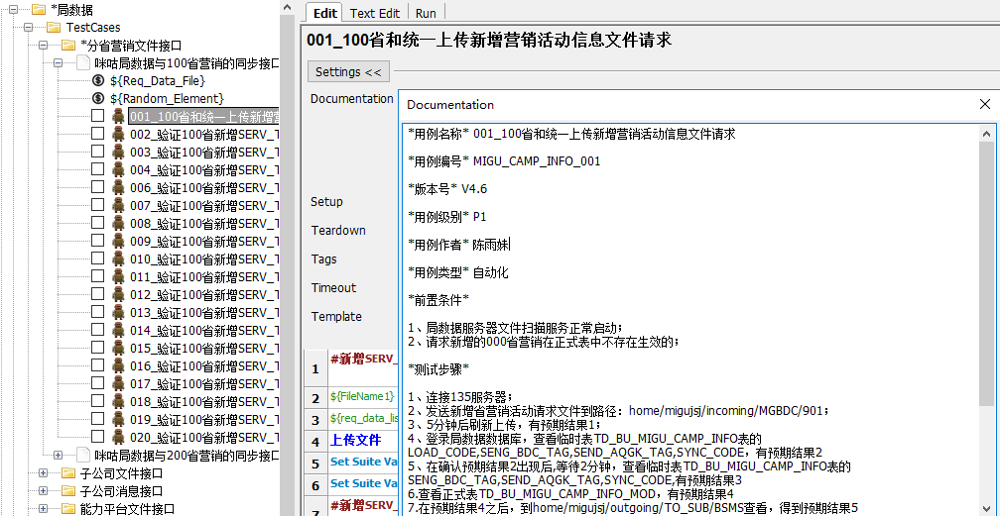 *局数据
TestCases
*分省营销文件接口
咪咕局数据与100省营销的同步接口
${Req_Data_File}
${Random_Element}
001_100省和统一上传新增营
002_验证100省新增SERV_T
003_验证100省新增SERV_T
004_验证100省新增SERV_T
006_验证100省新增SERV_T
007_验证100省新增SERV_T
008_验证100省新增SERV_T
009_验证100省新增SERV_T
010_验证100省新增SERV_T
011_验证100省新增SERV_T
012_验证100省新增SERV_T
013_验证100省新增SERV_T
014_验证100省新增SERV_T
015_验证100省新增SERV_T
016_验证100省新增SERV_T
017_验证100省新增SERV_T
018_验证100省新增SERV_T
019_验证100省新增SERV_T
020_验证100省新增SERV_T
咪咕局数据与200省营销的同步接口
子公司文件接口
子公司消息接口
能力平台文件接口
Edit
Text Edit
Run
001_100省和统一上传新增营销活动信息文件请求
Settings <<
Documentation
Setup
Teardown
Tags
Timeout
Template
1 #新增SERV_
2 ${FileName1}
3 ${req_data_lis
4 上传文件
5 Set Suite Va
6 Set Suite Va
7 #新增SERV_
Documentation
*用例名称* 001_100省和统一上传新增营销活动信息文件请求
*用例编号* MIGU_CAMP_INFO_001
*版本号* V4.6
*用例级别* P1
*用例作者* 陈雨妹
*用例类型* 自动化
*前置条件*
1、局数据服务器文件扫描服务正常启动;
2、请求新增的000省营销在正式表中不存在生效的;
*测试步骤*
1、连接135服务器;
2、发送新增省营销活动请求文件到路径：home/migujsj/incoming/MGBDC/901;
3、5分钟后刷新上传，有预期结果1;
4、登录局数据数据库，查看临时表TD_BU_MIGU_CAMP_INFO表的
LOAD_CODE,SENG_BDC_TAG,SEND_AQGK_TAG,SYNC_CODE，有预期结果2
5、在确认预期结果2出现后,等待2分钟，查看临时表TD_BU_MIGU_CAMP_INFO表的
SENG_BDC_TAG,SEND_AQGK_TAG,SYNC_CODE,有预期结果3
6.查看正式表TD_BU_MIGU_CAMP_INFO_MOD，有预期结果4
7.在预期结果4之后，到home/migujsj/outgoing/TO_SUB/BSMS查看，得到预期结果5